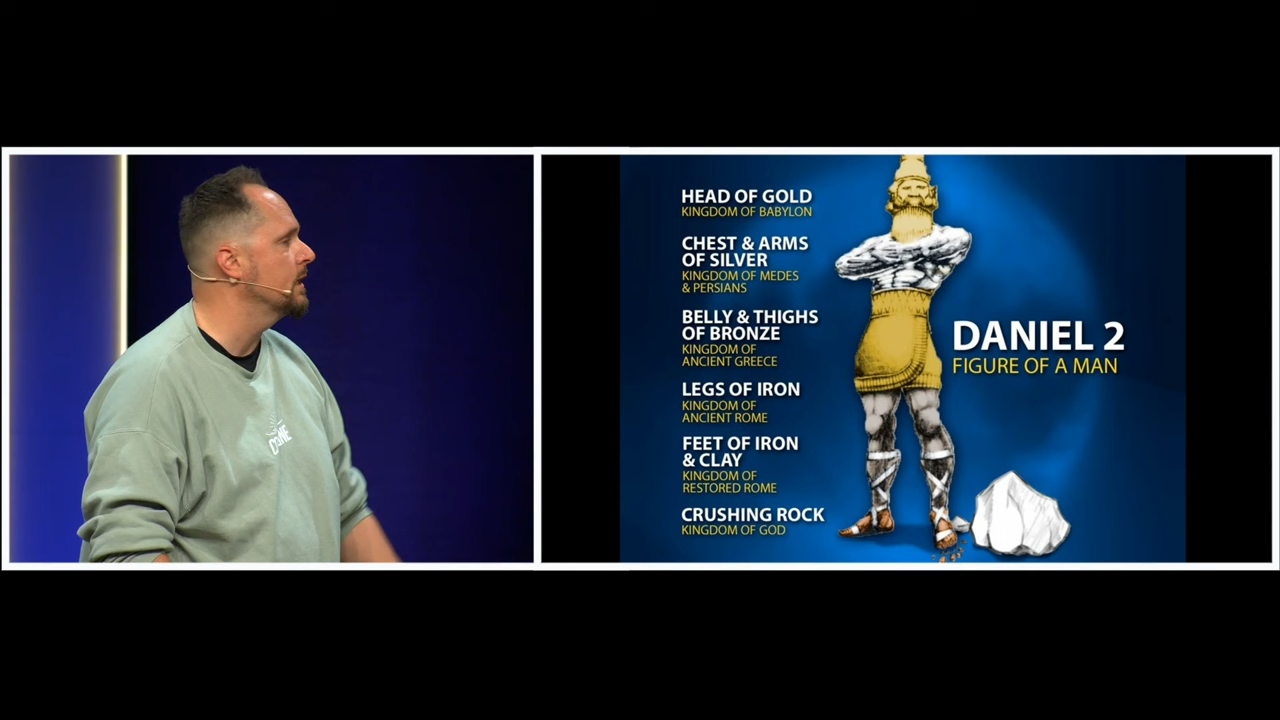 HEAD OF GOLD
KINGDOM OF BABYLON
CHEST & ARMS
OF SILVER
KINGDOM OF MEDES
& PERSIANS
BELLY & THIGHS
OF BRONZE
KINGDOM OF
ANCIENT GREECE
LEGS OF IRON
KINGDOM OF
ANCIENT ROME
FEET OF IRON
& CLAY
KINGDOM OF
RESTORED ROME
CRUSHING ROCK
KINGDOM OF GOD
DANIEL 2
FIGURE OF A MAN